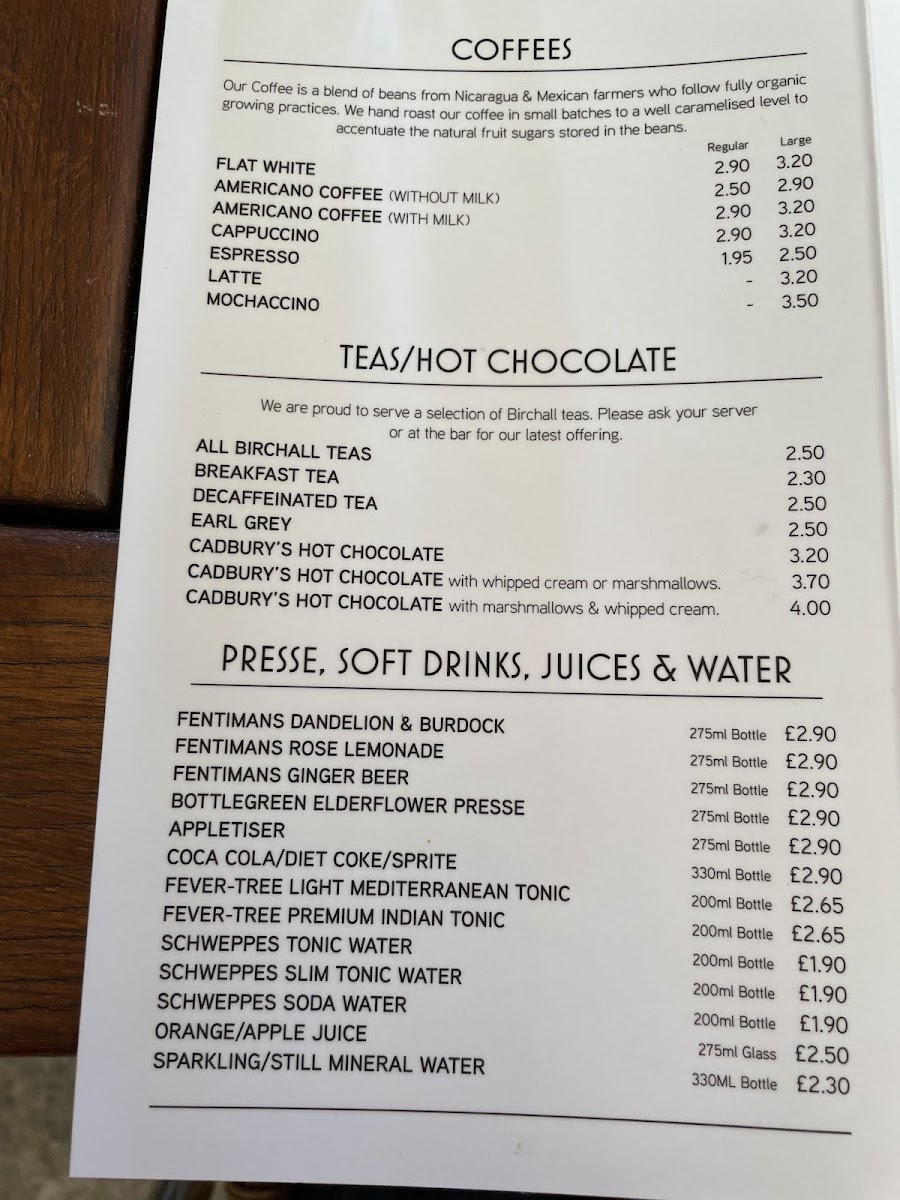 COFFEES
Our Coffee is a blend of beans from Nicaragua & Mexican farmers who follow fully organic
growing practices. We hand roast our coffee in small batches to a well caramelised level to
accentuate the natural fruit sugars stored in the beans.
Regular Large
FLAT WHITE 2.90 3.20
AMERICANO COFFEE (WITHOUT MILK) 2.50 2.90
AMERICANO COFFEE (WITH MILK) 2.90 3.20
CAPPUCCINO 2.90 3.20
ESPRESSO 1.95 2.50
LATTE - 3.20
MOCHACCINO - 3.50
TEAS/HOT CHOCOLATE
We are proud to serve a selection of Birchall teas. Please ask your server
or at the bar for our latest offering.
ALL BIRCHALL TEAS 2.50
BREAKFAST TEA 2.30
DECAFFEINATED TEA 2.50
EARL GREY 2.50
CADBURY'S HOT CHOCOLATE 3.20
CADBURY'S HOT CHOCOLATE with whipped cream or marshmallows. 3.70
CADBURY'S HOT CHOCOLATE with marshmallows & whipped cream. 4.00
PRESSE, SOFT DRINKS, JUICES & WATER
FENTIMANS DANDELION & BURDOCK 275ml Bottle £2.90
FENTIMANS ROSE LEMONADE 275ml Bottle £2.90
FENTIMANS GINGER BEER 275ml Bottle £2.90
BOTTLEGREEN ELDERFLOWER PRESSE 275ml Bottle £2.90
APPLETISER 275ml Bottle £2.90
COCA COLA/DIET COKE/SPRITE 330ml Bottle £2.90
FEVER-TREE LIGHT MEDITERRANEAN TONIC 200ml Bottle £2.65
FEVER-TREE PREMIUM INDIAN TONIC 200ml Bottle £2.65
SCHWEPPES TONIC WATER 200ml Bottle £1.90
SCHWEPPES SLIM TONIC WATER 200ml Bottle £1.90
SCHWEPPES SODA WATER 200ml Bottle £1.90
ORANGE/APPLE JUICE 275ml Glass £2.50
SPARKLING/STILL MINERAL WATER 330ML Bottle £2.30